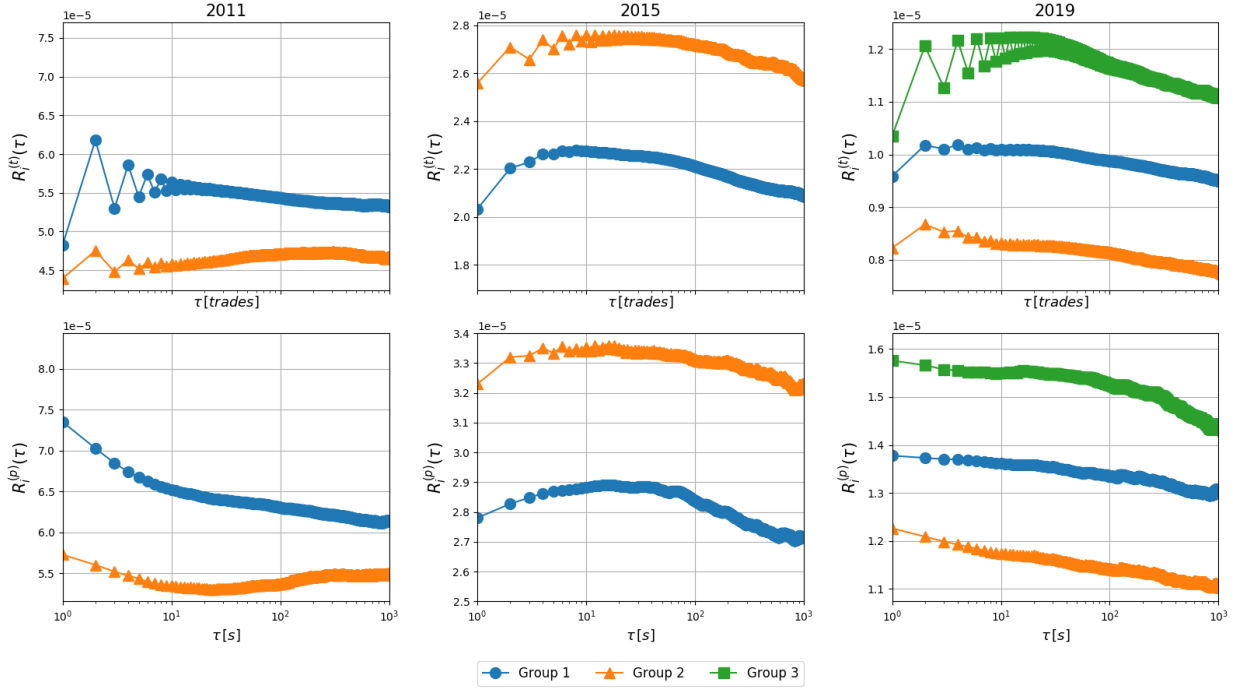 2011
2015
2019
1e−5
1e−5
1e−5
7.5
7.0
6.5
6.0
5.5
5.0
4.5
R_i^(t)(τ)
τ [trades]
2.8
2.6
2.4
2.2
2.0
1.8
R_i^(t)(τ)
τ [trades]
1.2
1.1
1.0
0.9
0.8
R_i^(t)(τ)
τ [trades]
1e−5
1e−5
1e−5
8.0
7.5
7.0
6.5
6.0
5.5
R_i^(p)(τ)
10^0 10^1 10^2 10^3
τ [s]
3.4
3.3
3.2
3.1
3.0
2.9
2.8
2.7
2.6
2.5
R_i^(p)(τ)
10^0 10^1 10^2 10^3
τ [s]
1.6
1.5
1.4
1.3
1.2
1.1
R_i^(p)(τ)
10^0 10^1 10^2 10^3
τ [s]
Group 1 Group 2 Group 3